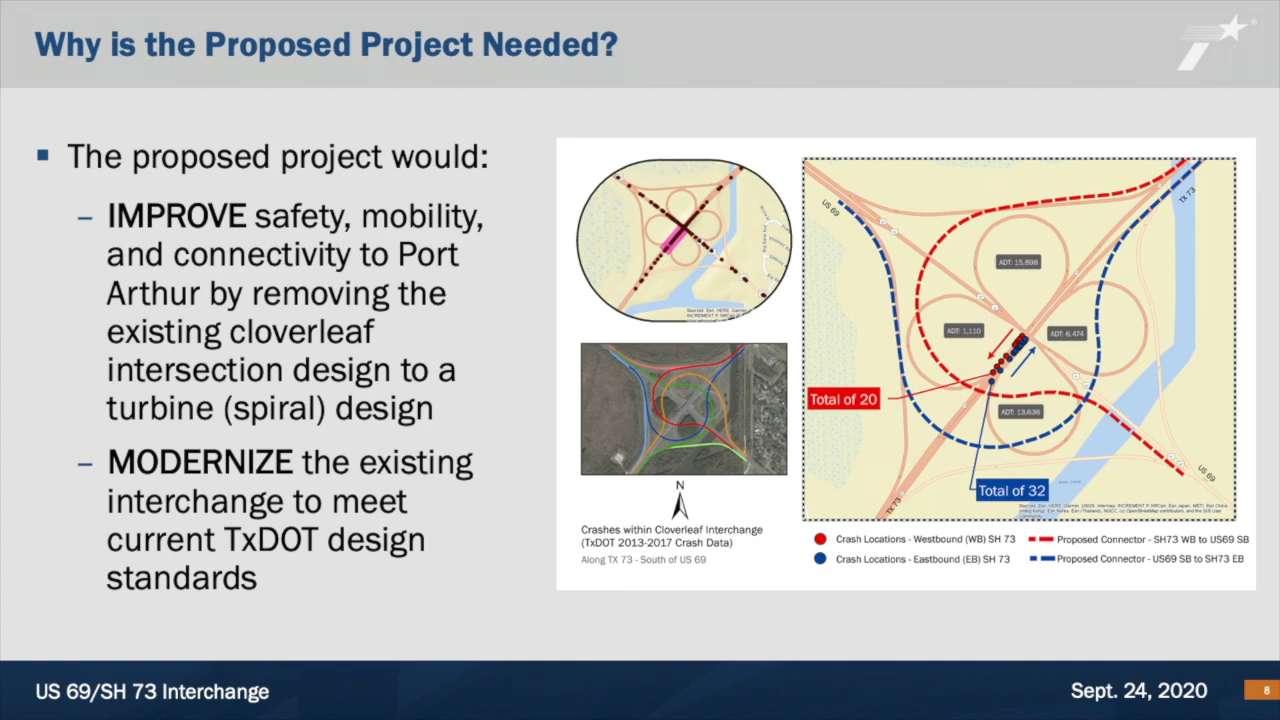 Why is the Proposed Project Needed?
The proposed project would:
– IMPROVE safety, mobility,
and connectivity to Port
Arthur by removing the
existing cloverleaf
intersection design to a
turbine (spiral) design
– MODERNIZE the existing
interchange to meet
current TxDOT design
standards
N
Crashes within Cloverleaf Interchange
(TxDOT 2013-2017 Crash Data)
Along TX 73 - South of US 69
US 69
TX 73
ADT: 15,898
ADT: 1,110
ADT: 6,474
ADT: 13,636
Total of 20
Total of 32
US 69
TX 73
Crash Locations - Westbound (WB) SH 73
Proposed Connector - SH73 WB to US69 SB
Crash Locations - Eastbound (EB) SH 73
Proposed Connector - US69 SB to SH73 EB
US 69/SH 73 Interchange
Sept. 24, 2020
8